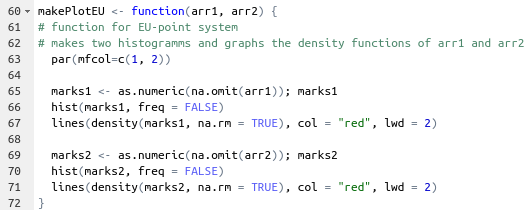 60 makePlotEU <- function(arr1, arr2) {
61 # function for EU-point system
62 # makes two histogramms and graphs the density functions of arr1 and arr2
63   par(mfcol=c(1, 2))
64
65   marks1 <- as.numeric(na.omit(arr1)); marks1
66   hist(marks1, freq = FALSE)
67   lines(density(marks1, na.rm = TRUE), col = "red", lwd = 2)
68
69   marks2 <- as.numeric(na.omit(arr2)); marks2
70   hist(marks2, freq = FALSE)
71   lines(density(marks2, na.rm = TRUE), col = "red", lwd = 2)
72 }